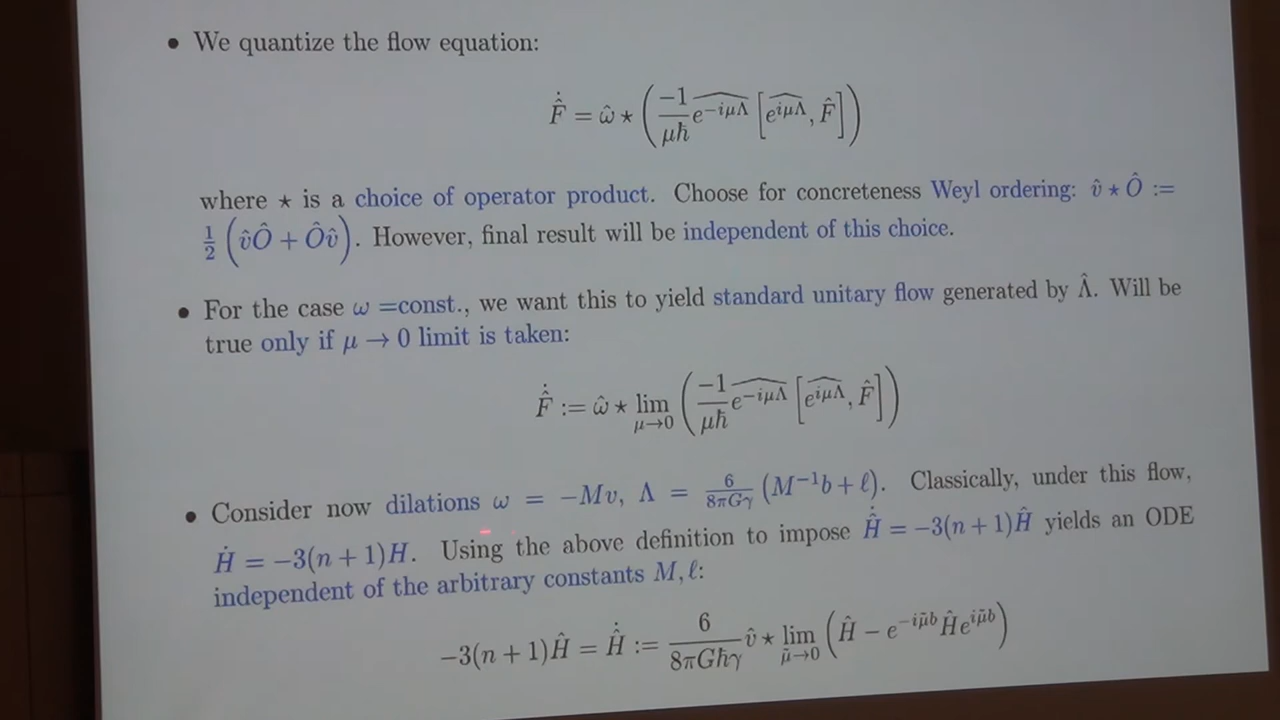 • We quantize the flow equation:
$\dot{\hat{F}} = \hat{\omega} \star \left( \frac{-1}{\mu\hbar} \widehat{e^{-i\mu\Lambda}} \left[ \widehat{e^{i\mu\Lambda}}, \hat{F} \right] \right)$
where ⋆ is a choice of operator product. Choose for concreteness Weyl ordering: $\hat{v} \star \hat{O} :=$
$\frac{1}{2} \left( \hat{v}\hat{O} + \hat{O}\hat{v} \right)$. However, final result will be independent of this choice.
• For the case ω =const., we want this to yield standard unitary flow generated by $\hat{\Lambda}$. Will be
true only if μ → 0 limit is taken:
$\dot{\hat{F}} := \hat{\omega} \star \lim_{\mu \to 0} \left( \frac{-1}{\mu\hbar} \widehat{e^{-i\mu\Lambda}} \left[ \widehat{e^{i\mu\Lambda}}, \hat{F} \right] \right)$
• Consider now dilations $\omega = -Mv$, $\Lambda = \frac{6}{8\pi G\gamma} \left( M^{-1}b + \ell \right)$. Classically, under this flow,
$\dot{H} = -3(n+1)H$. Using the above definition to impose $\dot{\hat{H}} = -3(n+1)\hat{H}$ yields an ODE
independent of the arbitrary constants $M, \ell$:
$-3(n+1)\hat{H} = \dot{\hat{H}} := \frac{6}{8\pi G\hbar\gamma} \hat{v} \star \lim_{\tilde{\mu} \to 0} \left( \hat{H} - e^{-i\tilde{\mu}b} \hat{H} e^{i\tilde{\mu}b} \right)$